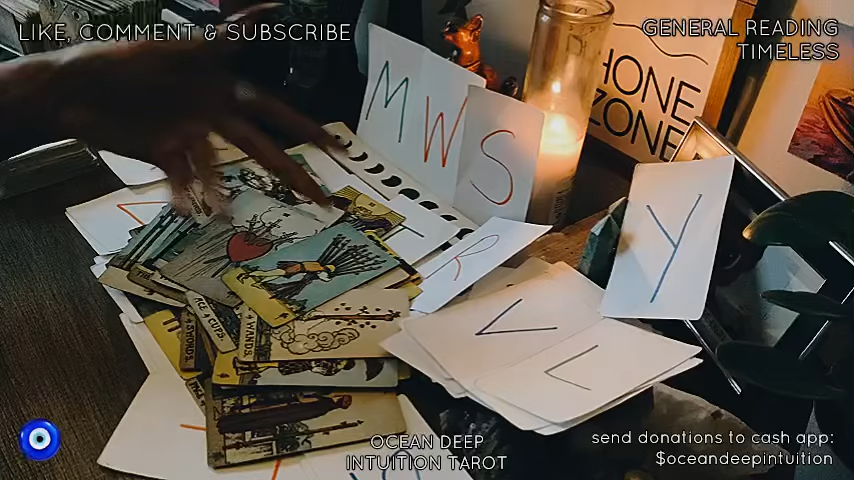 LIKE, COMMENT & SUBSCRIBE
GENERAL READING
TIMELESS
HONE
ZONE
M
W
S
Y
R
V
L
ACE of CUPS.
WANDS.
SWORDS.
OCEAN DEEP
INTUITION TAROT
send donations to cash app:
$oceandeepintuition